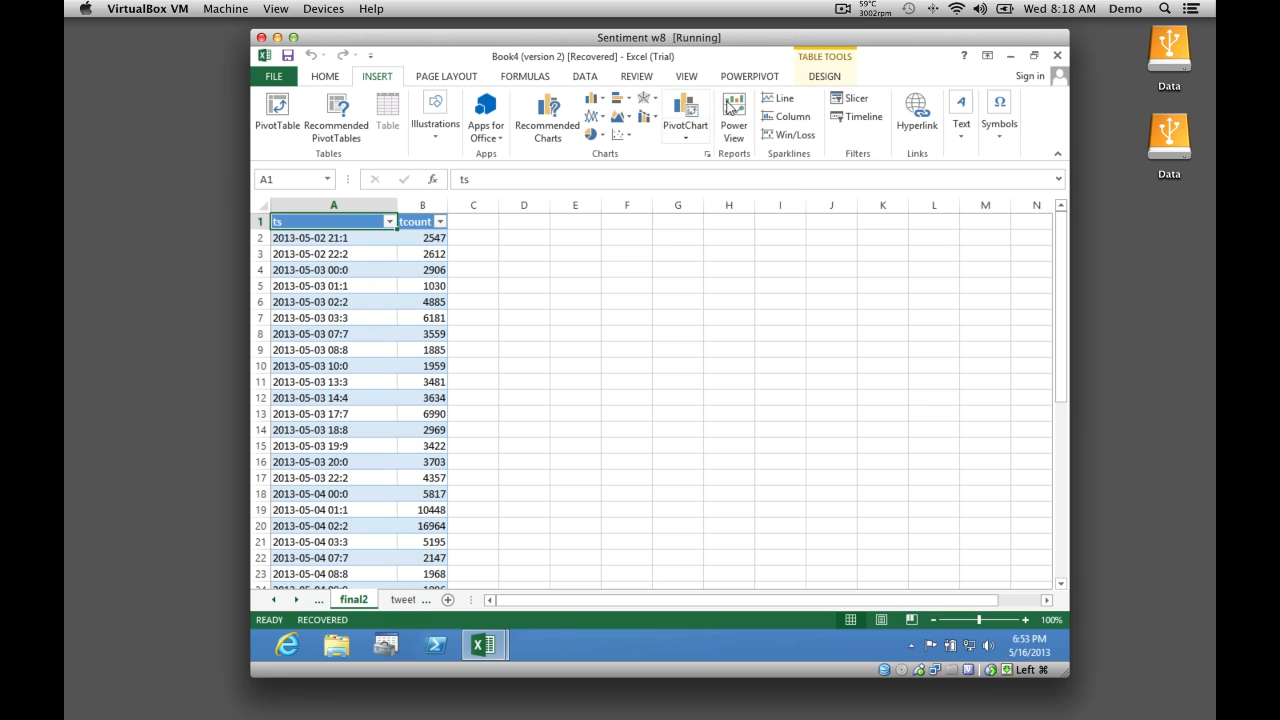 VirtualBox VM Machine View Devices Help 59°C 3002rpm Wed 8:18 AM Demo
Sentiment w8 [Running]
Book4 (version 2) [Recovered] - Excel (Trial) TABLE TOOLS ?
FILE HOME INSERT PAGE LAYOUT FORMULAS DATA REVIEW VIEW POWERPIVOT DESIGN Sign in
PivotTable Recommended PivotTables Table Illustrations Apps for Office Recommended Charts PivotChart Power View Line Column Win/Loss Slicer Timeline Hyperlink Text Symbols
Tables Apps Charts Reports Sparklines Filters Links
A1 fx ts
A B C D E F G H I J K L M N
1 ts tcount
2 2013-05-02 21:1 2547
3 2013-05-02 22:2 2612
4 2013-05-03 00:0 2906
5 2013-05-03 01:1 1030
6 2013-05-03 02:2 4885
7 2013-05-03 03:3 6181
8 2013-05-03 07:7 3559
9 2013-05-03 08:8 1885
10 2013-05-03 10:0 1959
11 2013-05-03 13:3 3481
12 2013-05-03 14:4 3634
13 2013-05-03 17:7 6990
14 2013-05-03 18:8 2969
15 2013-05-03 19:9 3422
16 2013-05-03 20:0 3703
17 2013-05-03 22:2 4357
18 2013-05-04 00:0 5817
19 2013-05-04 01:1 10448
20 2013-05-04 02:2 16964
21 2013-05-04 03:3 5195
22 2013-05-04 07:7 2147
23 2013-05-04 08:8 1968
... final2 tweet ...
READY RECOVERED 100%
6:53 PM
5/16/2013
Left ⌘
Data
Data